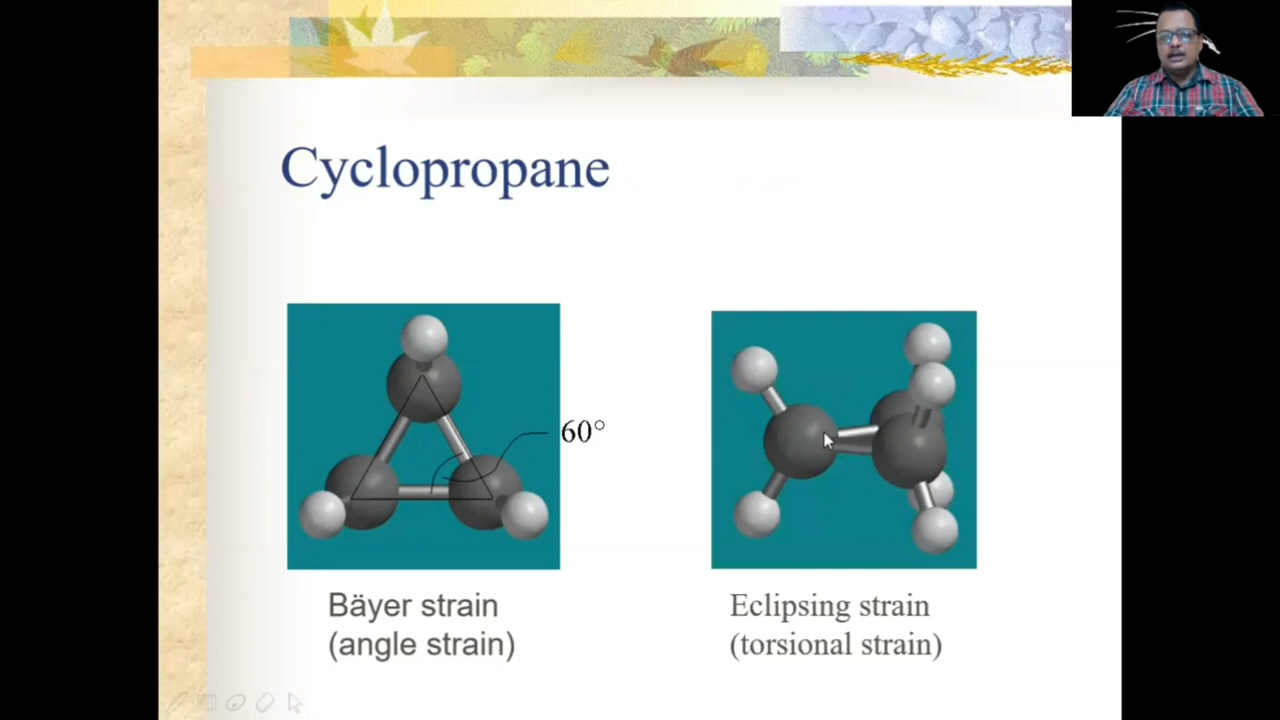 Cyclopropane
60°
Bäyer strain
(angle strain)
Eclipsing strain
(torsional strain)